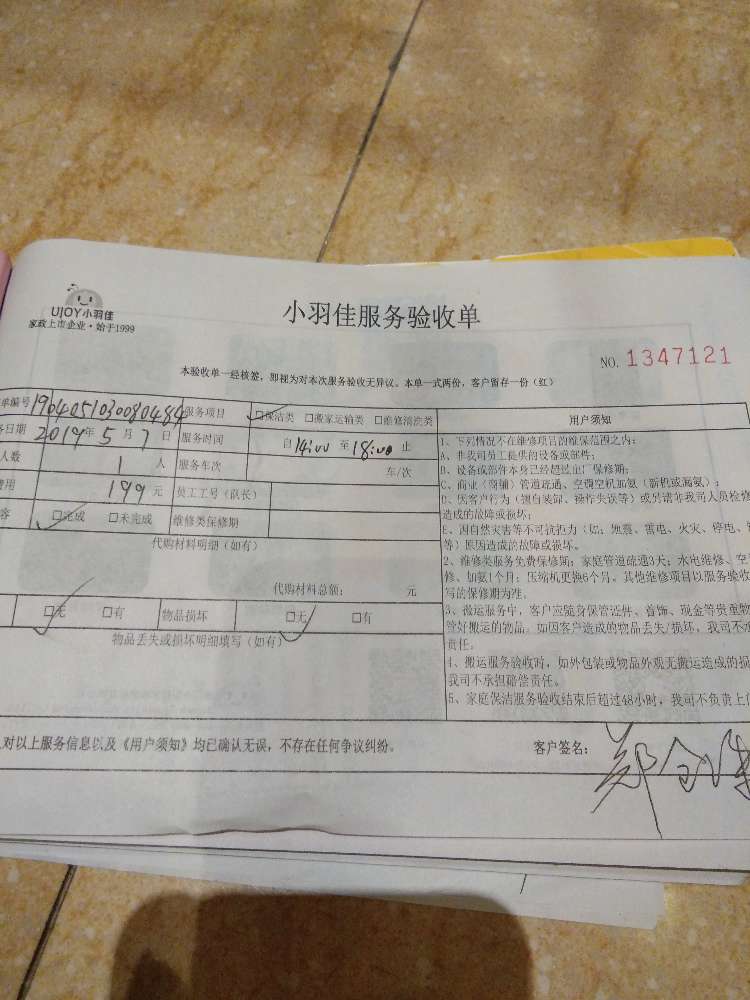 UJOY小羽佳
家政上市企业·始于1999
小羽佳服务验收单
NO. 1347121
本验收单一经核签，即视为对本次服务验收无异议。本单一式两份，客户留存一份（红）
单编号 1964051030080484 服务项目 □保洁类 □搬家运输类 □维修清洗类 用户须知
务日期 2019年5月7日 服务时间 自14:00至18:00止
人数 1人 服务车次 车/次
费用 199元 员工工号（队长）
容 □完成 □未完成 维修类保修期
代购材料明细（如有）
代购材料总额： 元
□无 □有 物品损坏 □无 □有
物品丢失或损坏明细填写（如有）
1、下列情况不在维修项目的维保范围之内：
A、非我司员工提供的设备或部件；
B、设备或部件本身已经超过出厂保修期；
C、商业（商铺）管道疏通、空调空机加氨（新机或漏氨）；
D、因客户行为（擅自装卸、操作失误等）或另请非我司人员检修
造成的故障或损坏；
E、因自然灾害等不可抗拒力（如：地震、雷电、火灾、停电、
等）原因造成的故障或损坏。
2、维修类服务免费保修期：家庭管道疏通3天；水电维修、空
修、加氨1个月；压缩机更换6个月。其他维修项目以服务验收
写的保修期为准。
3、搬运服务中，客户应随身保管证件、首饰、现金等贵重物
管好搬运的物品。如因客户造成的物品丢失/损坏，我司不承
责任。
4、搬运服务验收时，如外包装或物品外观无搬运造成的损
我司不承担赔偿责任。
5、家庭保洁服务验收结束后超过48小时，我司不负责上门
对以上服务信息以及《用户须知》均已确认无误，不存在任何争议纠纷。 客户签名：